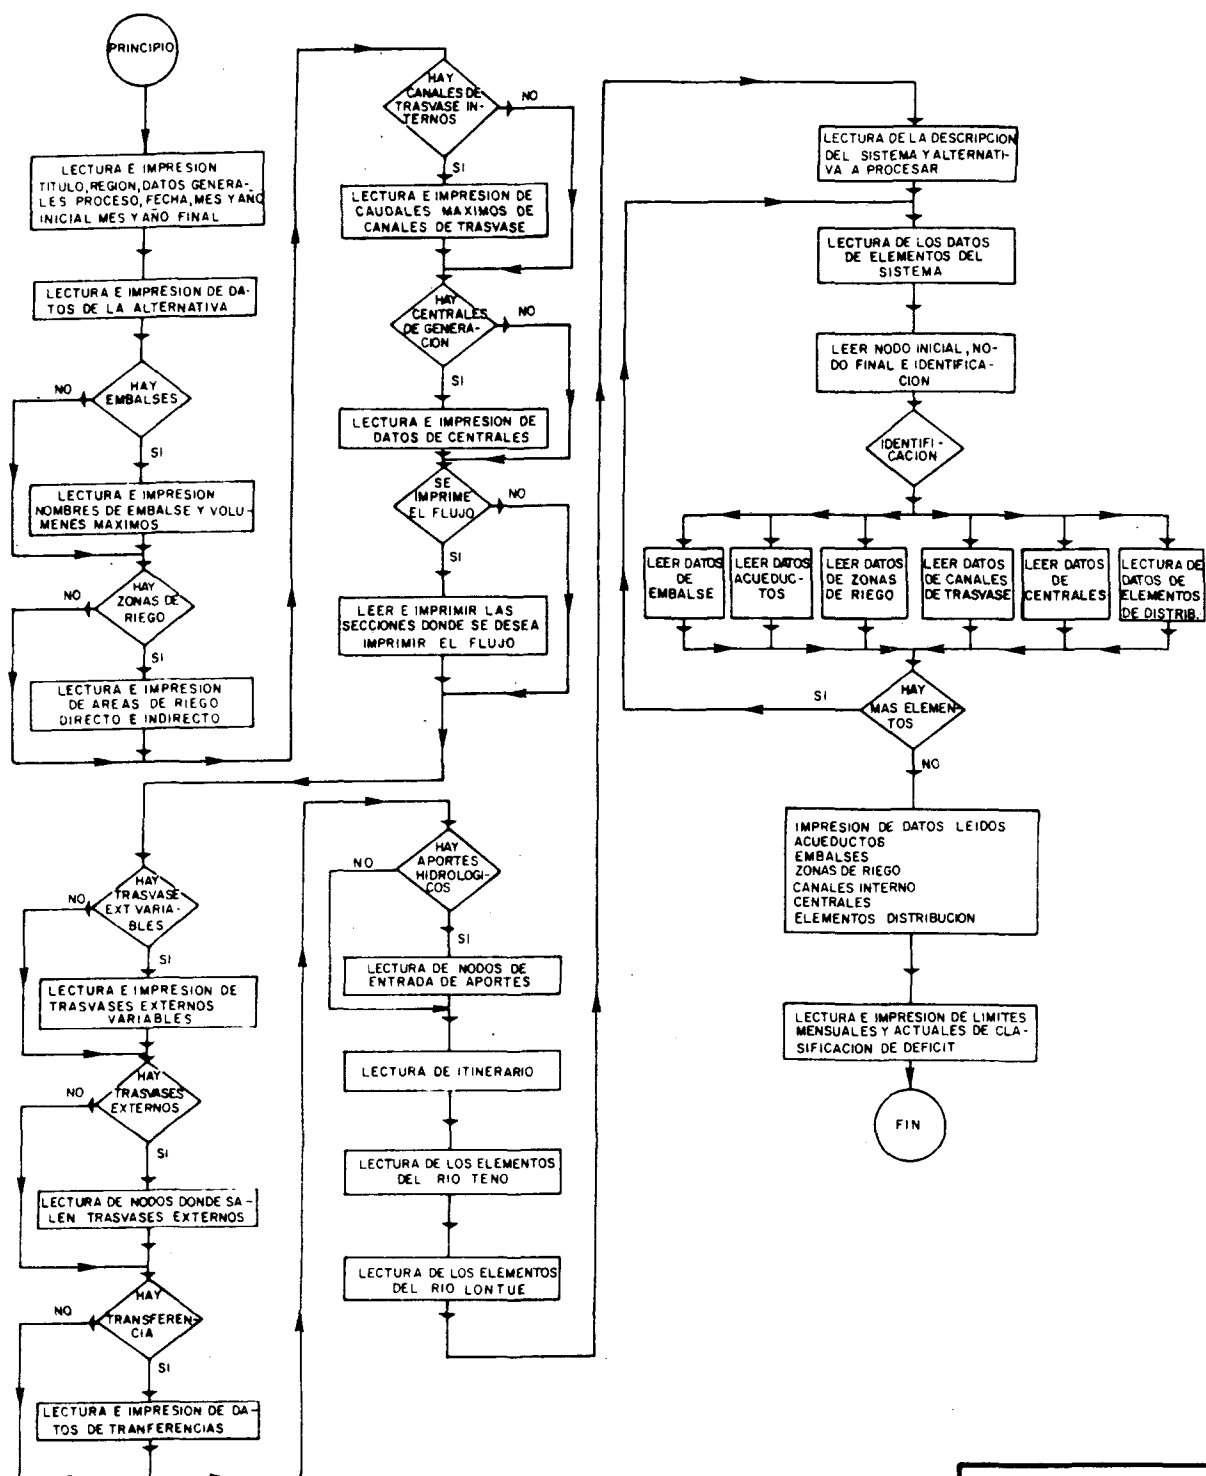 PRINCIPIO
LECTURA E IMPRESION
TITULO, REGION, DATOS GENERA-
LES PROCESO, FECHA, MES Y AÑO
INICIAL MES Y AÑO FINAL
LECTURA E IMPRESION DE DA-
TOS DE LA ALTERNATIVA
HAY
EMBALSES
NO
SI
LECTURA E IMPRESION
NOMBRES DE EMBALSE Y VOLU-
MENES MAXIMOS
HAY
ZONAS DE
RIEGO
NO
SI
LECTURA E IMPRESION
DE AREAS DE RIEGO
DIRECTO E INDIRECTO
HAY
CANALES DE
TRASVASE IN-
TERNOS
NO
SI
LECTURA E IMPRESION DE
CAUDALES MAXIMOS DE
CANALES DE TRASVASE
HAY
CENTRALES
DE GENERA-
CION
NO
SI
LECTURA E IMPRESION DE
DATOS DE CENTRALES
SE
IMPRIME
EL FLUJO
NO
SI
LEER E IMPRIMIR LAS
SECCIONES DONDE SE DESEA
IMPRIMIR EL FLUJO
HAY
TRASVASE
EXT VARIA-
BLES
NO
SI
LECTURA E IMPRESION DE
TRASVASES EXTERNOS
VARIABLES
HAY
TRASVASES
EXTERNOS
NO
SI
LECTURA DE NODOS DONDE SA-
LEN TRASVASES EXTERNOS
HAY
TRANSFEREN-
CIA
NO
SI
LECTURA E IMPRESION DE DA-
TOS DE TRANFERENCIAS
HAY
APORTES
HIDROLOGI-
COS
NO
SI
LECTURA DE NODOS DE
ENTRADA DE APORTES
LECTURA DE ITINERARIO
LECTURA DE LOS ELEMENTOS
DEL RIO TENO
LECTURA DE LOS ELEMENTOS
DEL RIO LONTUE
LECTURA DE LA DESCRIPCION
DEL SISTEMA Y ALTERNATI-
VA A PROCESAR
LECTURA DE LOS DATOS
DE ELEMENTOS DEL
SISTEMA
LEER NODO INICIAL, NO-
DO FINAL E IDENTIFICA-
CION
IDENTIFI-
CACION
LEER DATOS
DE
EMBALSE
LEER DATOS
ACUEDUC-
TOS
LEER DATOS
DE ZONAS
DE RIEGO
LEER DATOS
DE CANALES
DE TRASVASE
LEER DATOS
DE
CENTRALES
LECTURA DE
DATOS DE
ELEMENTOS
DE DISTRIB.
HAY
MAS ELEMEN-
TOS
SI
NO
IMPRESION DE DATOS LEIDOS
ACUEDUCTOS
EMBALSES
ZONAS DE RIEGO
CANALES INTERNO
CENTRALES
ELEMENTOS DISTRIBUCION
LECTURA E IMPRESION DE LIMITES
MENSUALES Y ACTUALES DE CLA-
SIFICACION DE DEFICIT
FIN